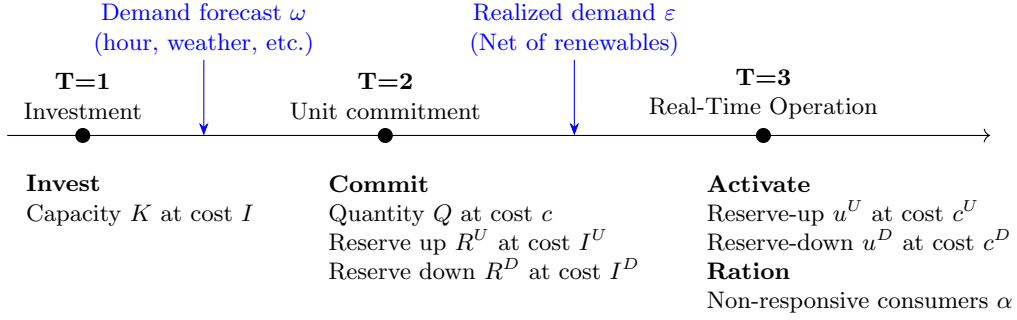 Demand forecast ω
(hour, weather, etc.)
Realized demand ε
(Net of renewables)
T=1
Investment
T=2
Unit commitment
T=3
Real-Time Operation
Invest
Capacity K at cost I
Commit
Quantity Q at cost c
Reserve up R^U at cost I^U
Reserve down R^D at cost I^D
Activate
Reserve-up u^U at cost c^U
Reserve-down u^D at cost c^D
Ration
Non-responsive consumers α